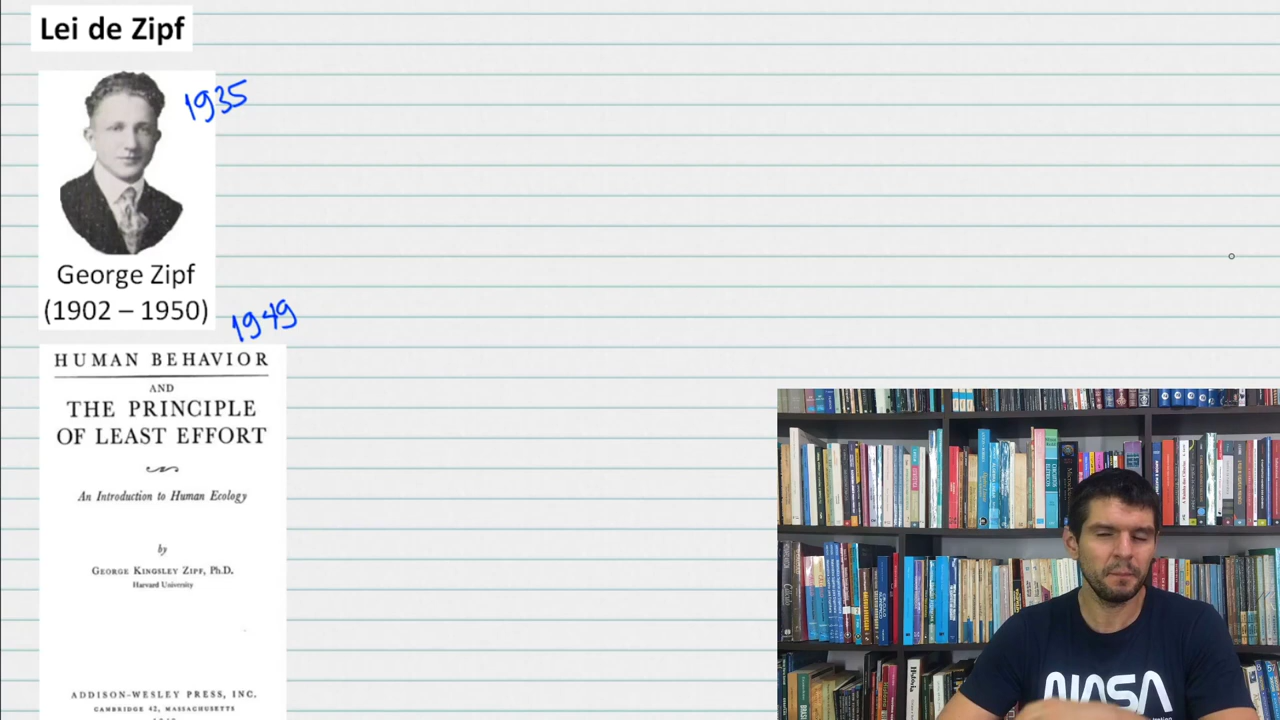 Lei de Zipf
1935
George Zipf
(1902 – 1950)
1949
HUMAN BEHAVIOR
AND
THE PRINCIPLE
OF LEAST EFFORT
An Introduction to Human Ecology
by
GEORGE KINGSLEY ZIPF, PH.D.
Harvard University
ADDISON-WESLEY PRESS, INC.
CAMBRIDGE 42, MASSACHUSETTS
NASA